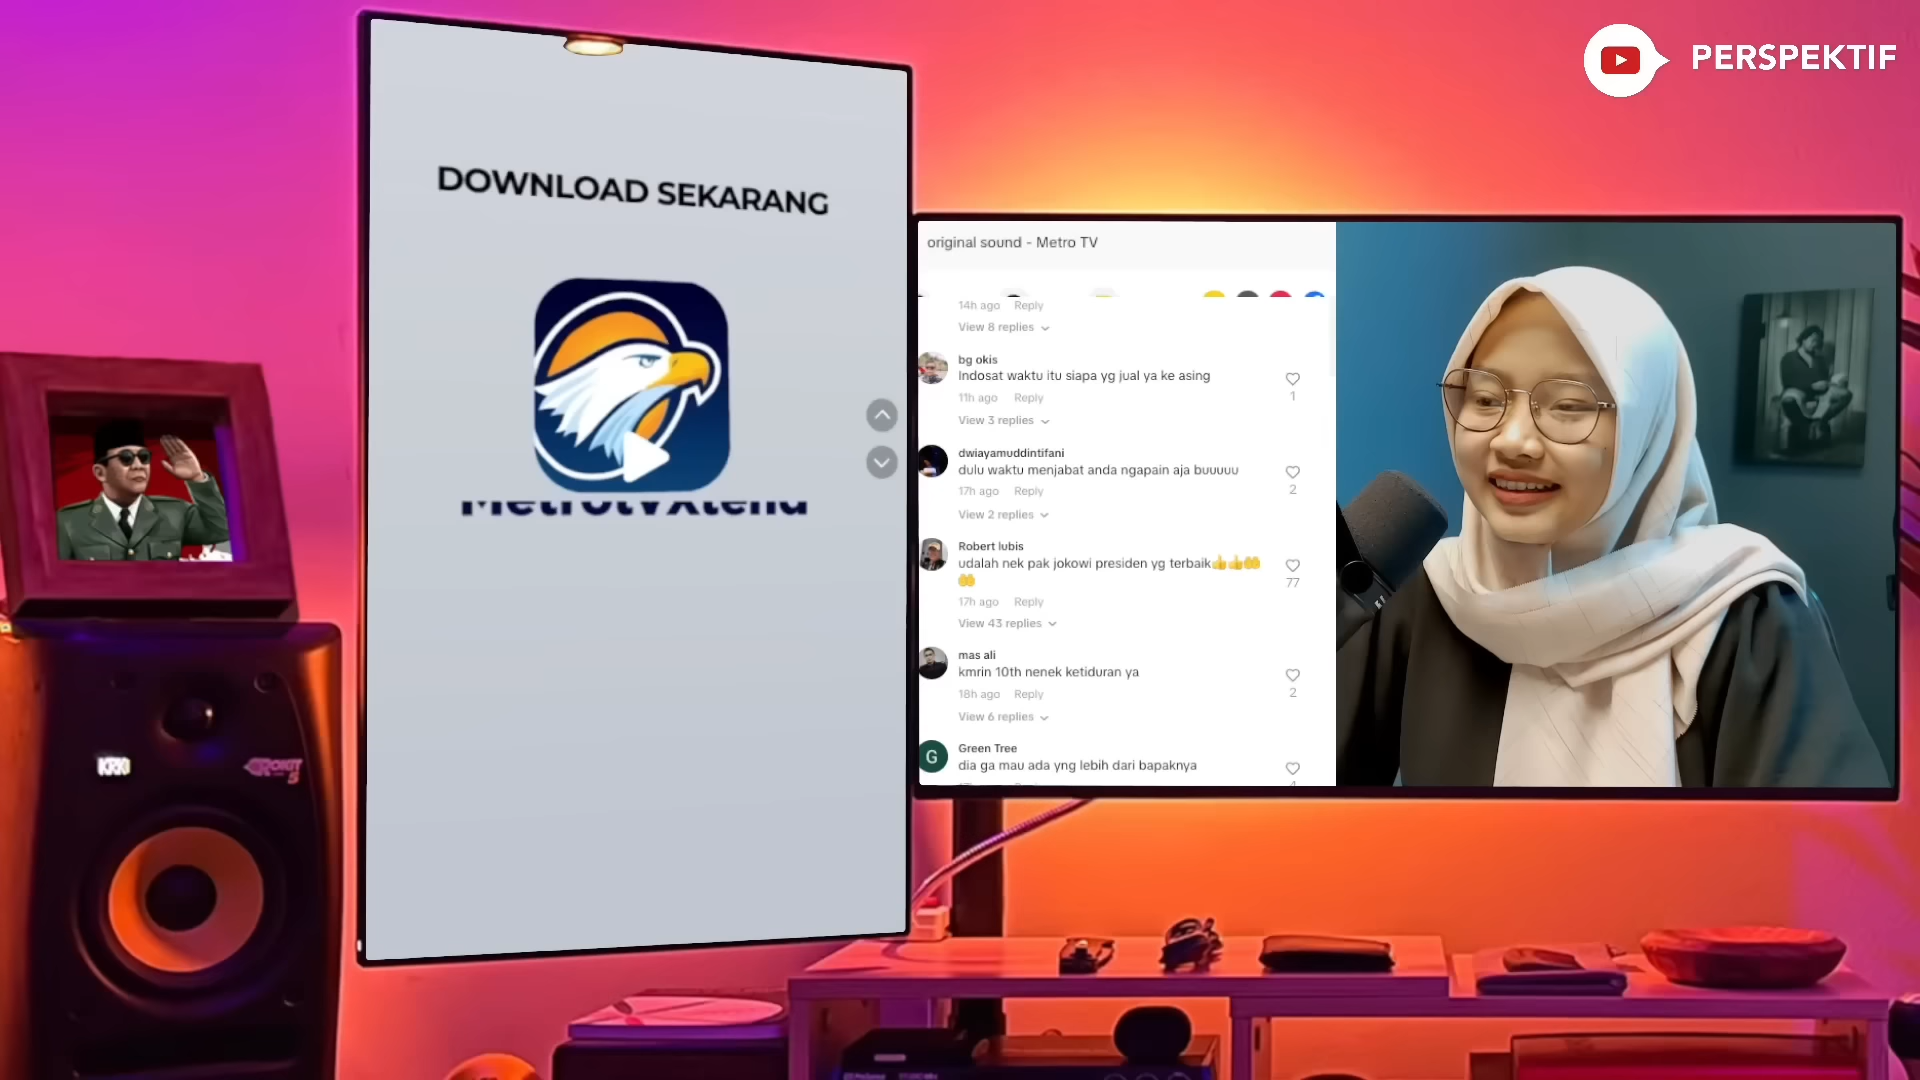 PERSPEKTIF
DOWNLOAD SEKARANG
original sound - Metro TV
14h ago Reply
View 8 replies
bg okis
Indosat waktu itu siapa yg jual ya ke asing
1
11h ago Reply
View 3 replies
dwiayamuddintifani
dulu waktu menjabat anda ngapain aja buuuuu
2
17h ago Reply
View 2 replies
Robert lubis
udalah nek pak jokowi presiden yg terbaik👍👍👐
👐
77
17h ago Reply
View 43 replies
mas ali
kmrin 10th nenek ketiduran ya
2
18h ago Reply
View 6 replies
G
Green Tree
dia ga mau ada yng lebih dari bapaknya
KRK
ROKIT 5